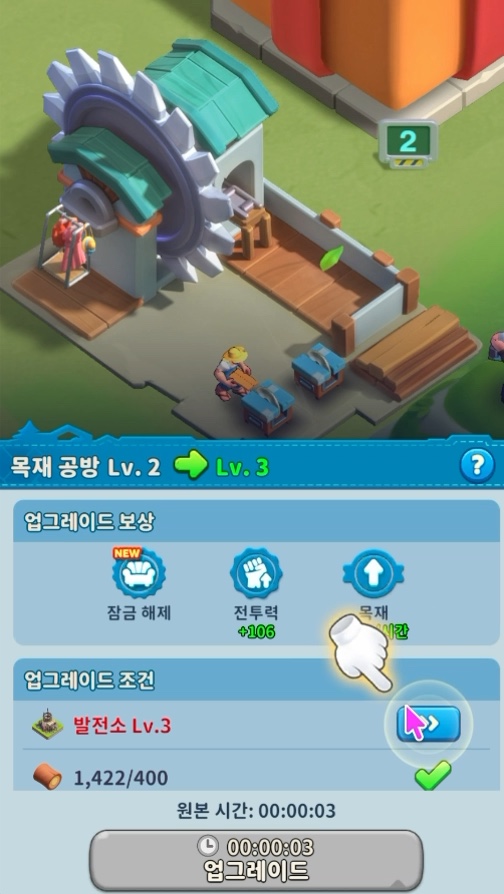 2
목재 공방 Lv. 2 Lv. 3
?
업그레이드 보상
NEW
잠금 해제
전투력
+106
목재
시간
업그레이드 조건
발전소 Lv.3
1,422/400
원본 시간: 00:00:03
00:00:03
업그레이드